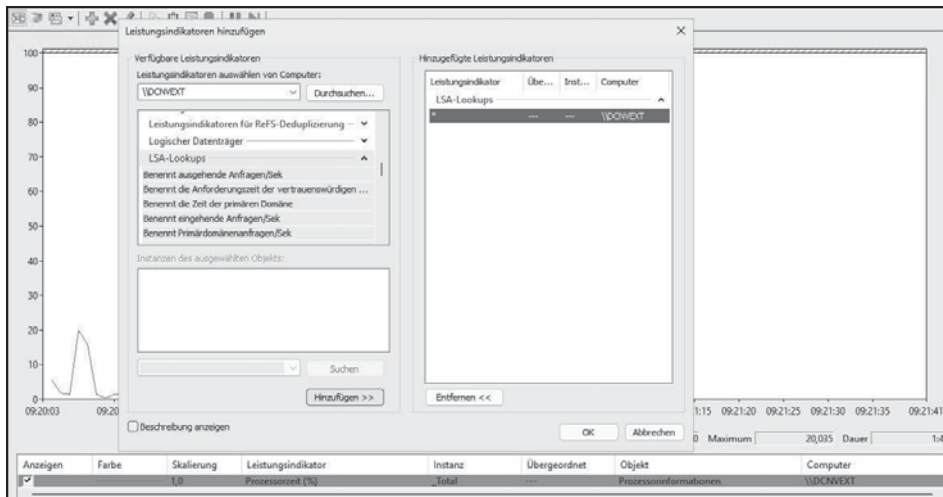 Leistungsindikatoren hinzufügen
Verfügbare Leistungsindikatoren
Leistungsindikatoren auswählen von Computer:
\\DCNVEXT
Durchsuchen...
Leistungsindikatoren für ReFS-Deduplizierung
Logischer Datenträger
LSA-Lookups
Benennt ausgehende Anfragen/Sek
Benennt die Anforderungszeit der vertrauenswürdigen ...
Benennt die Zeit der primären Domäne
Benennt eingehende Anfragen/Sek
Benennt Primärdomänenanfragen/Sek
Instanzen des ausgewählten Objekts:
Suchen
Hinzufügen >>
Beschreibung anzeigen
Hinzugefügte Leistungsindikatoren
Leistungsindikator Übe... Inst... Computer
LSA-Lookups
* --- --- \\DCNVEXT
Entfernen <<
OK Abbrechen
100
90
80
70
60
50
40
30
20
10
0
09:20:03 09:20 1:15 09:21:20 09:21:25 09:21:30 09:21:35 09:21:41
0 Maximum 20,035 Dauer 1:4
Anzeigen Farbe Skalierung Leistungsindikator Instanz Übergeordnet Objekt Computer
1,0 Prozessorzeit (%) _Total --- Prozessorinformationen \\DCNVEXT